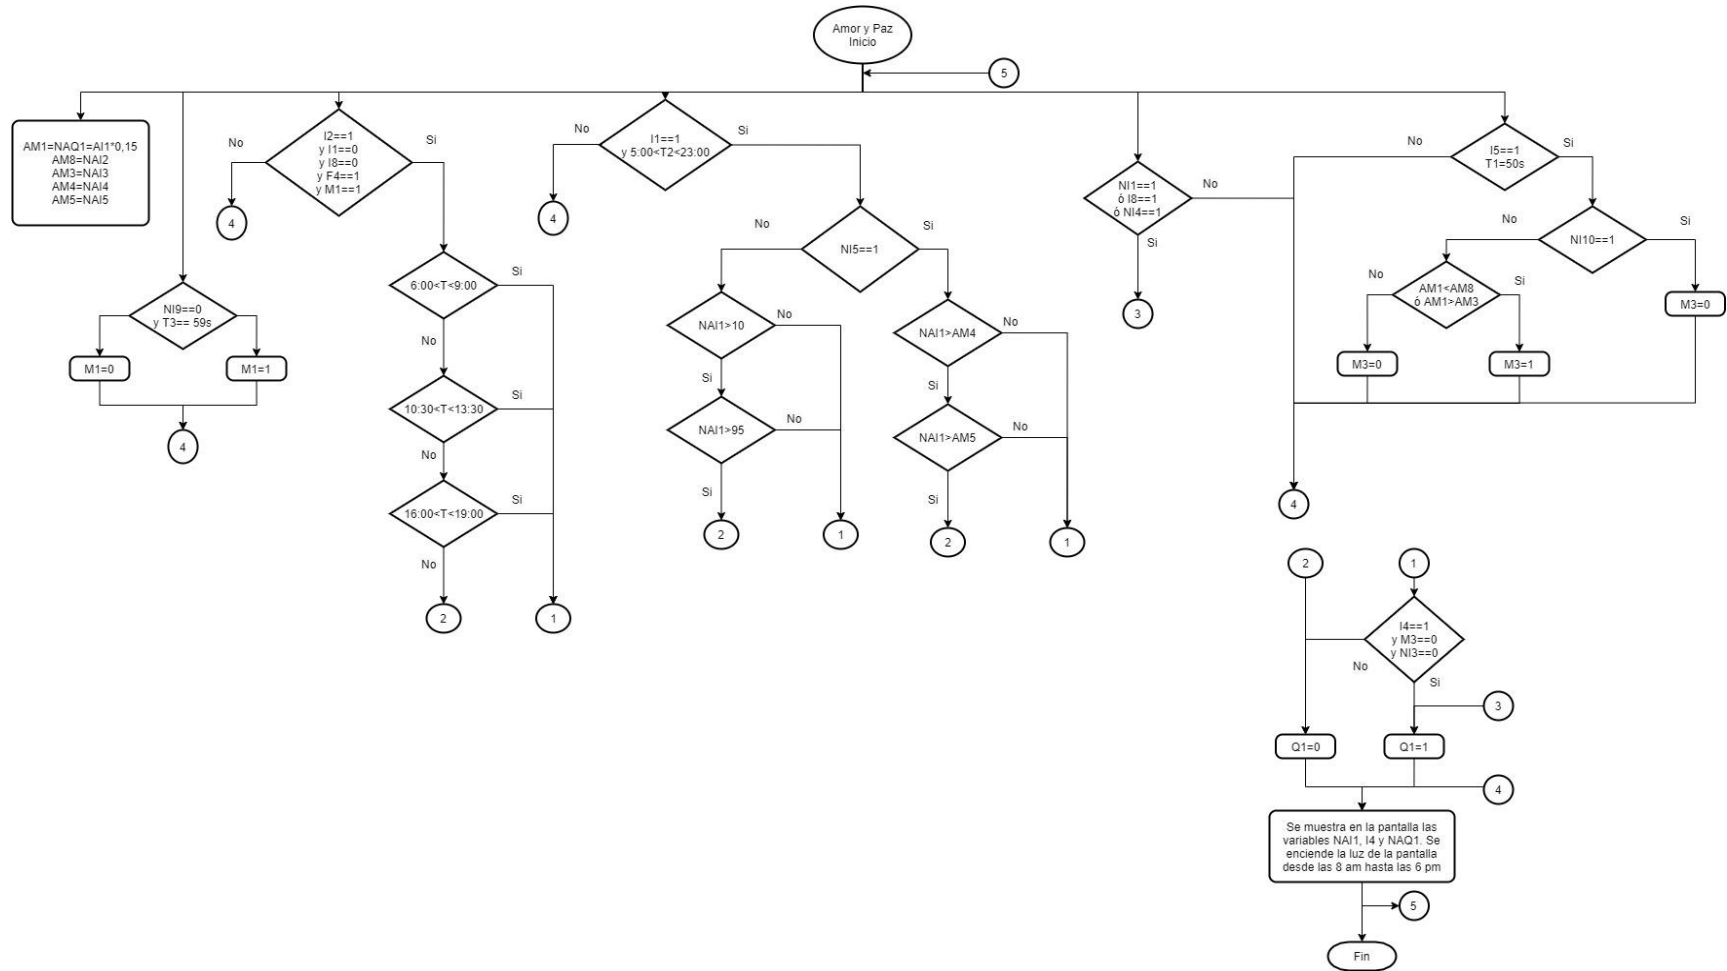 Amor y Paz
Inicio
5
AM1=NAQ1=AI1*0,15
AM8=NAI2
AM3=NAI3
AM4=NAI4
AM5=NAI5
NI9==0
y T3== 59s
M1=0
M1=1
4
No
I2==1
y I1==0
y I8==0
y F4==1
y M1==1
Si
4
6:00<T<9:00
Si
No
10:30<T<13:30
Si
No
16:00<T<19:00
Si
No
2
1
No
I1==1
y 5:00<T2<23:00
Si
4
No
NI5==1
Si
NAI1>10
No
Si
NAI1>95
No
Si
2
1
NAI1>AM4
No
Si
NAI1>AM5
No
Si
2
1
NI1==1
ó I8==1
ó NI4==1
No
Si
3
No
I5==1
T1=50s
Si
No
NI10==1
Si
No
AM1<AM8
ó AM1>AM3
Si
M3=0
M3=0
M3=1
4
2
1
I4==1
y M3==0
y NI3==0
No
Si
3
Q1=0
Q1=1
4
Se muestra en la pantalla las
variables NAI1, I4 y NAQ1. Se
enciende la luz de la pantalla
desde las 8 am hasta las 6 pm
5
Fin